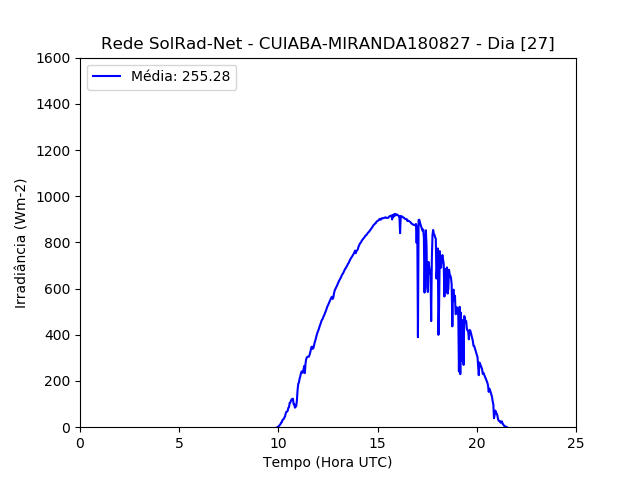 Rede SolRad-Net - CUIABA-MIRANDA180827 - Dia [27]
Média: 255.28
1600
1400
1200
1000
800
600
400
200
0
Irradiância (Wm-2)
0 5 10 15 20 25
Tempo (Hora UTC)